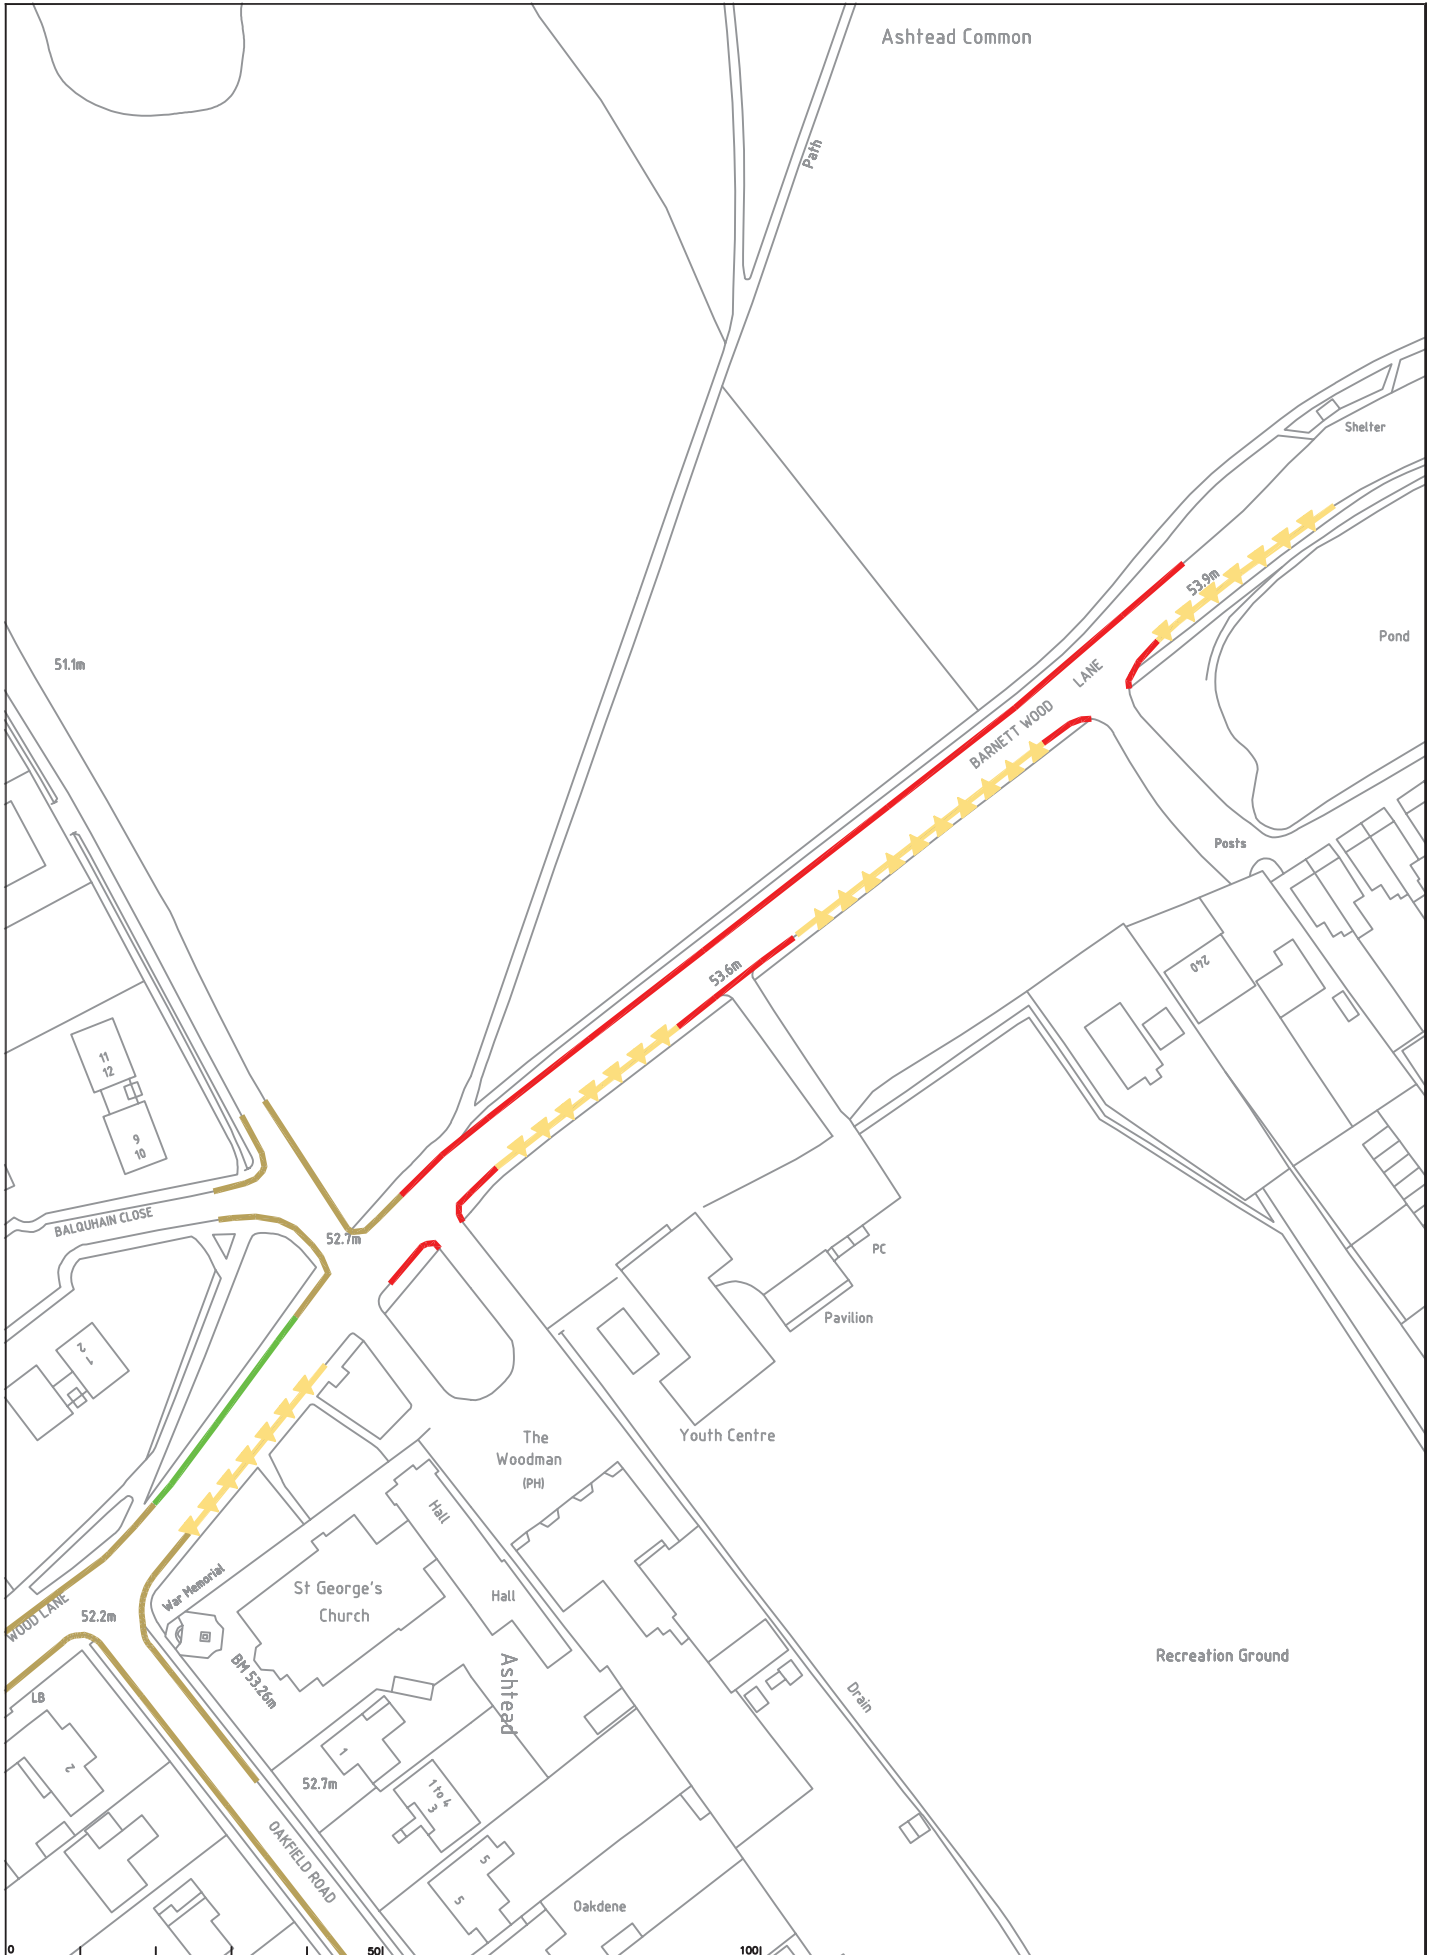 Ashtead Common
Path
Shelter
53.9m
Pond
51.1m
LANE
BARNETT WOOD
Posts
240
53.6m
11
12
9
10
BALQUHAIN CLOSE
52.7m
PC
Pavilion
1
2
Youth Centre
The
Woodman
(PH)
Hall
War Memorial
St George's
Church
Hall
WOOD LANE
52.2m
BM 53.26m
Recreation Ground
LB
Ashtead
Drain
2
1
52.7m
1 to 4
3
OAKFIELD ROAD
5
5
Oakdene
0
50
100